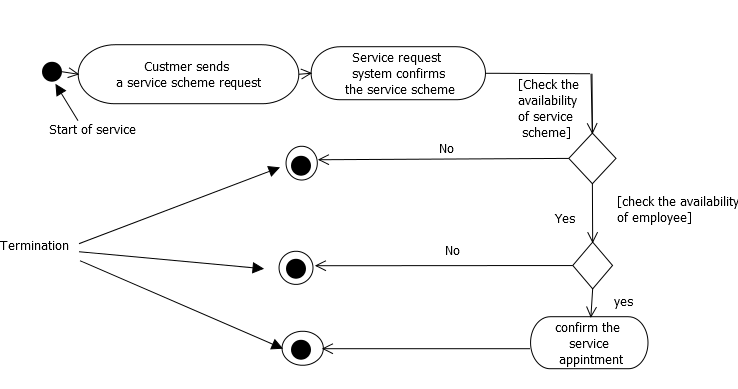 Custmer sends
a service scheme request
Service request
system confirms
the service scheme
[Check the
availability
of service
scheme]
Start of service
No
[check the availability
of employee]
Yes
Termination
No
yes
confirm the
service
appintment